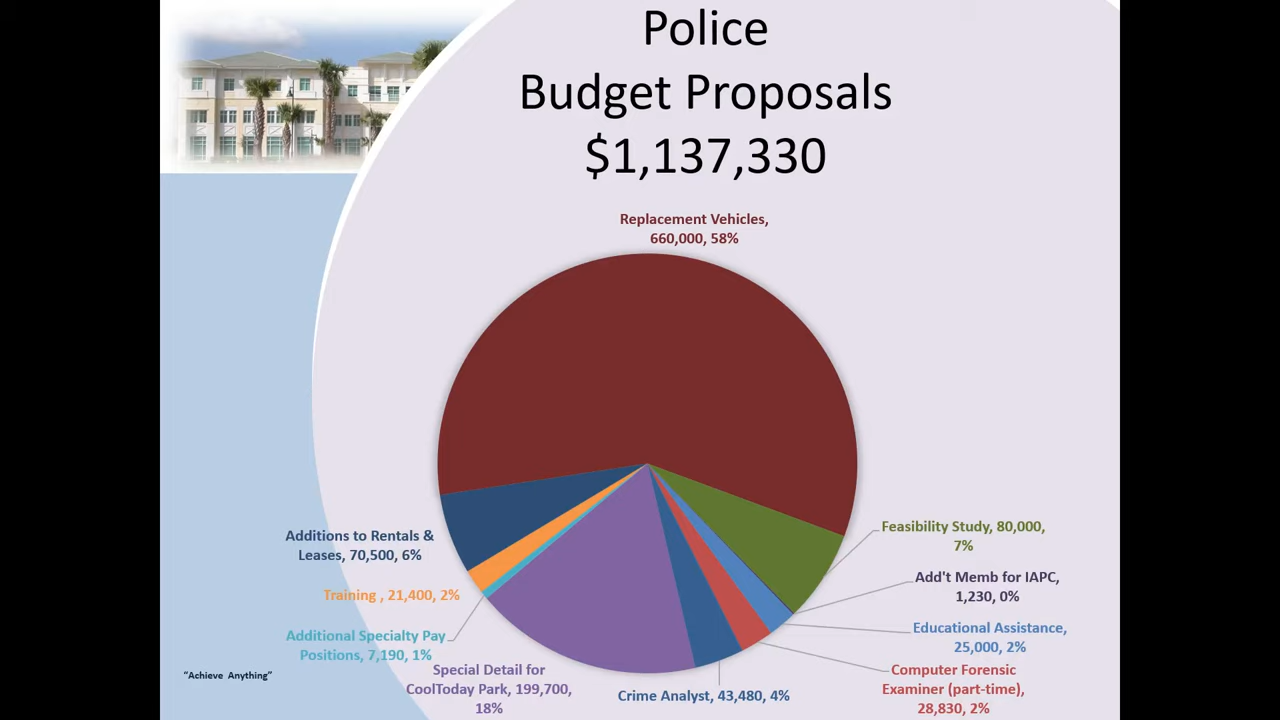 Police
Budget Proposals
$1,137,330
Replacement Vehicles,
660,000, 58%
Feasibility Study, 80,000,
7%
Add't Memb for IAPC,
1,230, 0%
Educational Assistance,
25,000, 2%
Computer Forensic
Examiner (part-time),
28,830, 2%
Crime Analyst, 43,480, 4%
Special Detail for
CoolToday Park, 199,700,
18%
Additional Specialty Pay
Positions, 7,190, 1%
Training , 21,400, 2%
Additions to Rentals &
Leases, 70,500, 6%
"Achieve Anything"